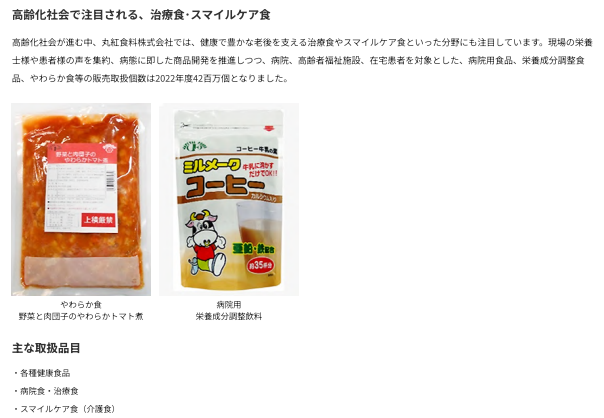 高齢化社会で注目される、治療食･スマイルケア食
高齢化社会が進む中、丸紅食料株式会社では、健康で豊かな老後を支える治療食やスマイルケア食といった分野にも注目しています。現場の栄養
士様や患者様の声を集約、病態に即した商品開発を推進しつつ、病院、高齢者福祉施設、在宅患者を対象とした、病院用食品、栄養成分調整食
品、やわらか食等の販売取扱個数は2022年度42百万個となりました。
野菜と肉団子の
やわらかトマト煮
上積厳禁
コーヒー牛乳の素
ミルメーク
牛乳に溶かす
だけでOK!!
コーヒー
カルシウム入り
亜鉛・鉄配合
約35杯分
やわらか食
野菜と肉団子のやわらかトマト煮
病院用
栄養成分調整飲料
主な取扱品目
・各種健康食品
・病院食・治療食
・スマイルケア食（介護食）